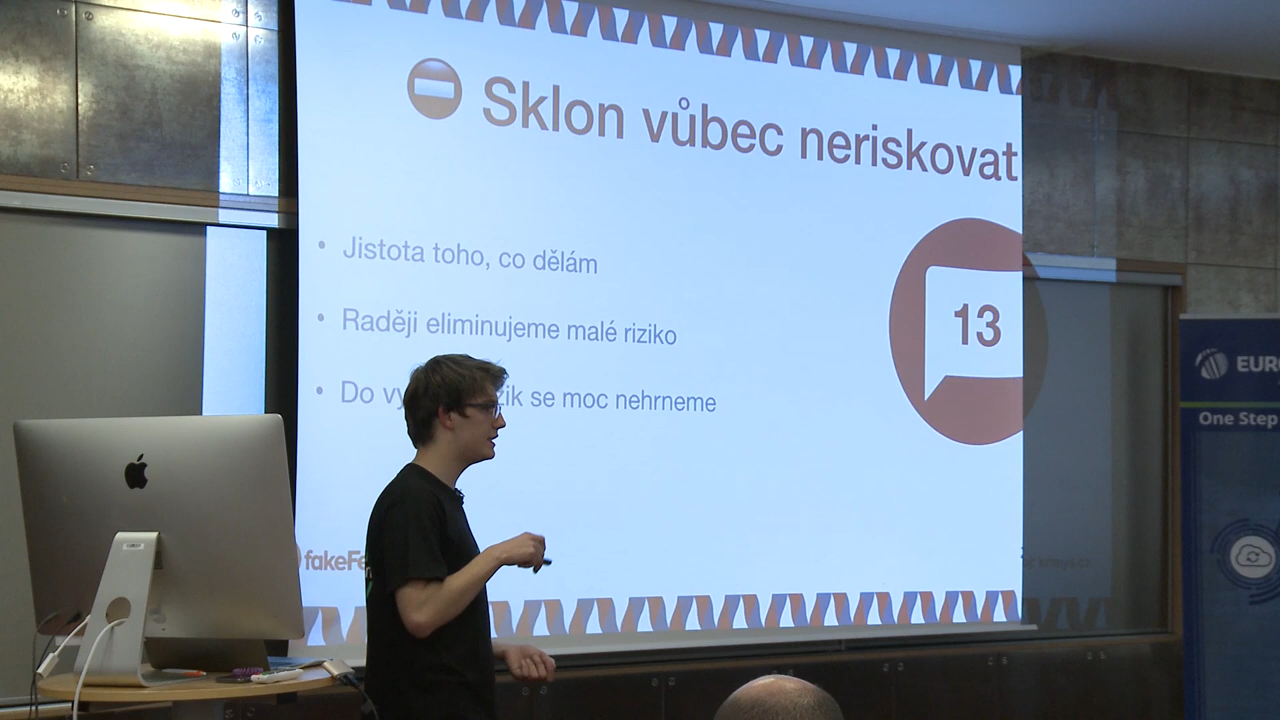 Sklon vůbec neriskovat
Jistota toho, co dělám
Raději eliminujeme malé riziko
Do vy zik se moc nehrneme
13
fakeFe
EUR
One Step